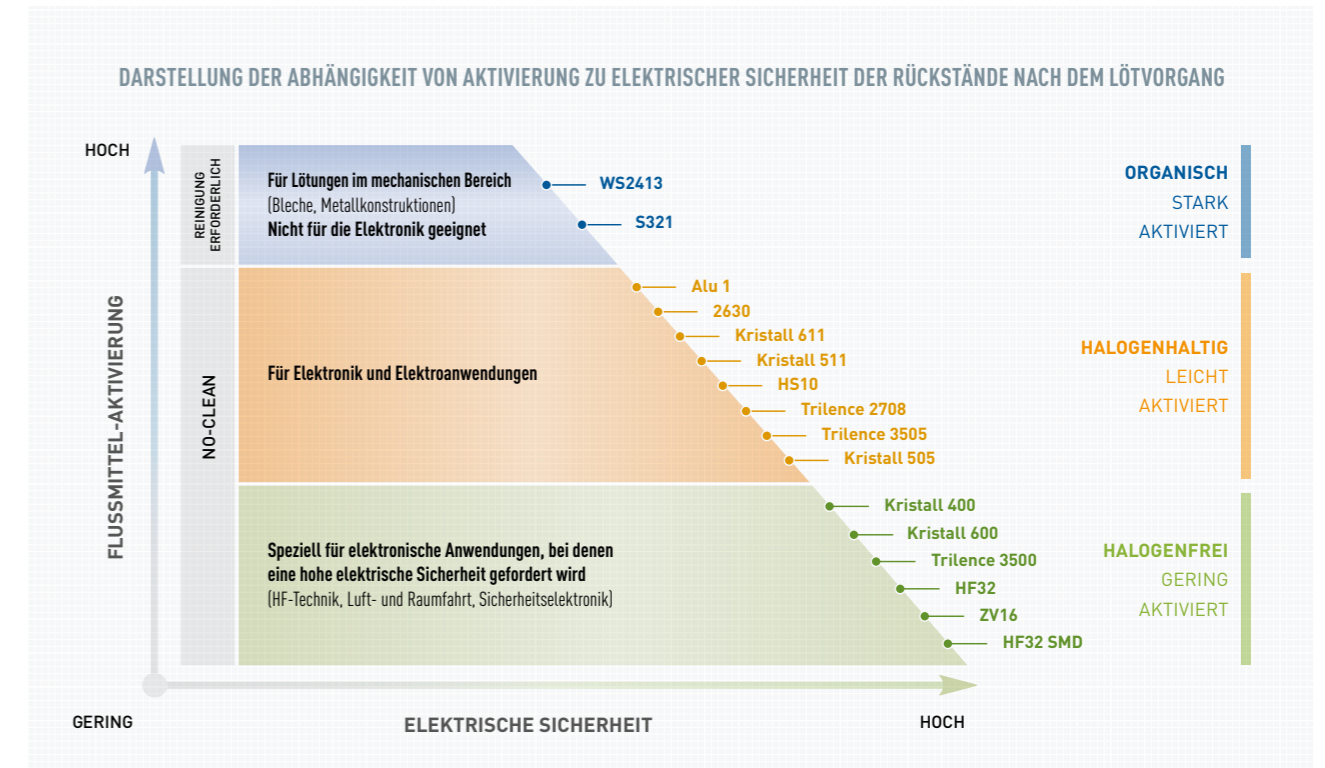 DARSTELLUNG DER ABHÄNGIGKEIT VON AKTIVIERUNG ZU ELEKTRISCHER SICHERHEIT DER RÜCKSTÄNDE NACH DEM LÖTVORGANG
HOCH
FLUSSMITTEL-AKTIVIERUNG
REINIGUNG
ERFORDERLICH
Für Lötungen im mechanischen Bereich
(Bleche, Metallkonstruktionen)
Nicht für die Elektronik geeignet
WS2413
S321
ORGANISCH
STARK
AKTIVIERT
NO-CLEAN
Für Elektronik und Elektroanwendungen
Alu 1
2630
Kristall 611
Kristall 511
HS10
Trilence 2708
Trilence 3505
Kristall 505
HALOGENHALTIG
LEICHT
AKTIVIERT
Speziell für elektronische Anwendungen, bei denen
eine hohe elektrische Sicherheit gefordert wird
(HF-Technik, Luft- und Raumfahrt, Sicherheitselektronik)
Kristall 400
Kristall 600
Trilence 3500
HF32
ZV16
HF32 SMD
HALOGENFREI
GERING
AKTIVIERT
GERING
ELEKTRISCHE SICHERHEIT
HOCH